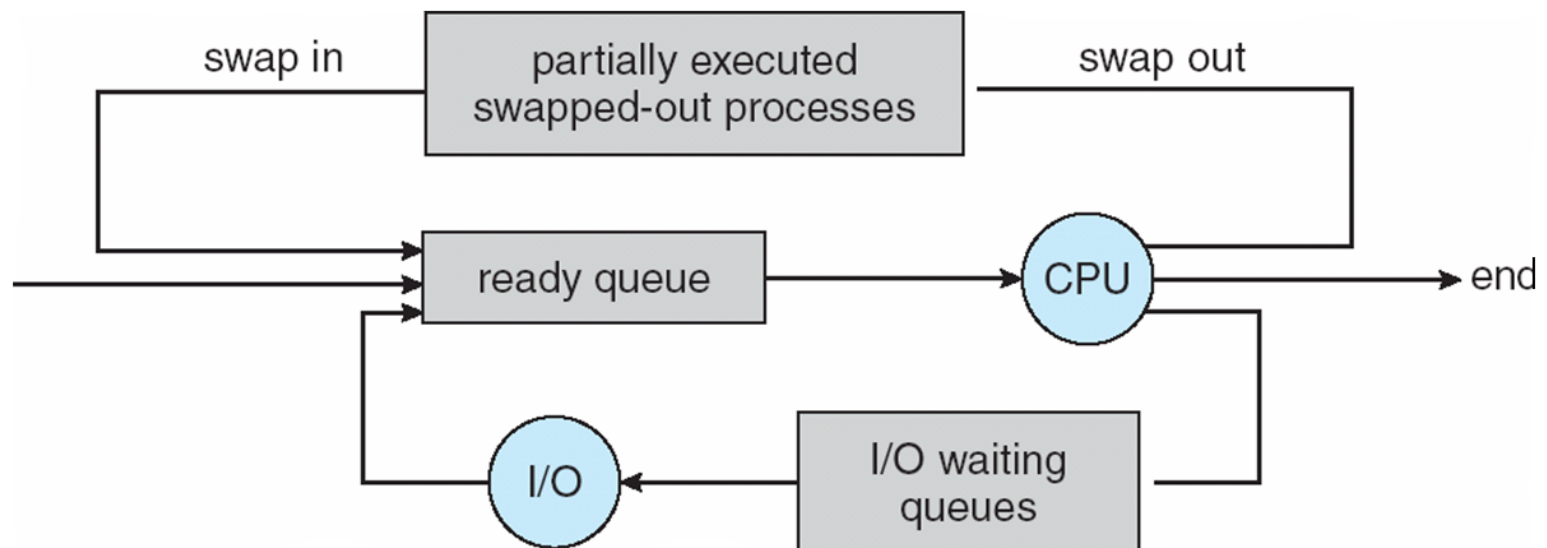 swap in
partially executed
swapped-out processes
swap out
ready queue
CPU
end
I/O
I/O waiting
queues